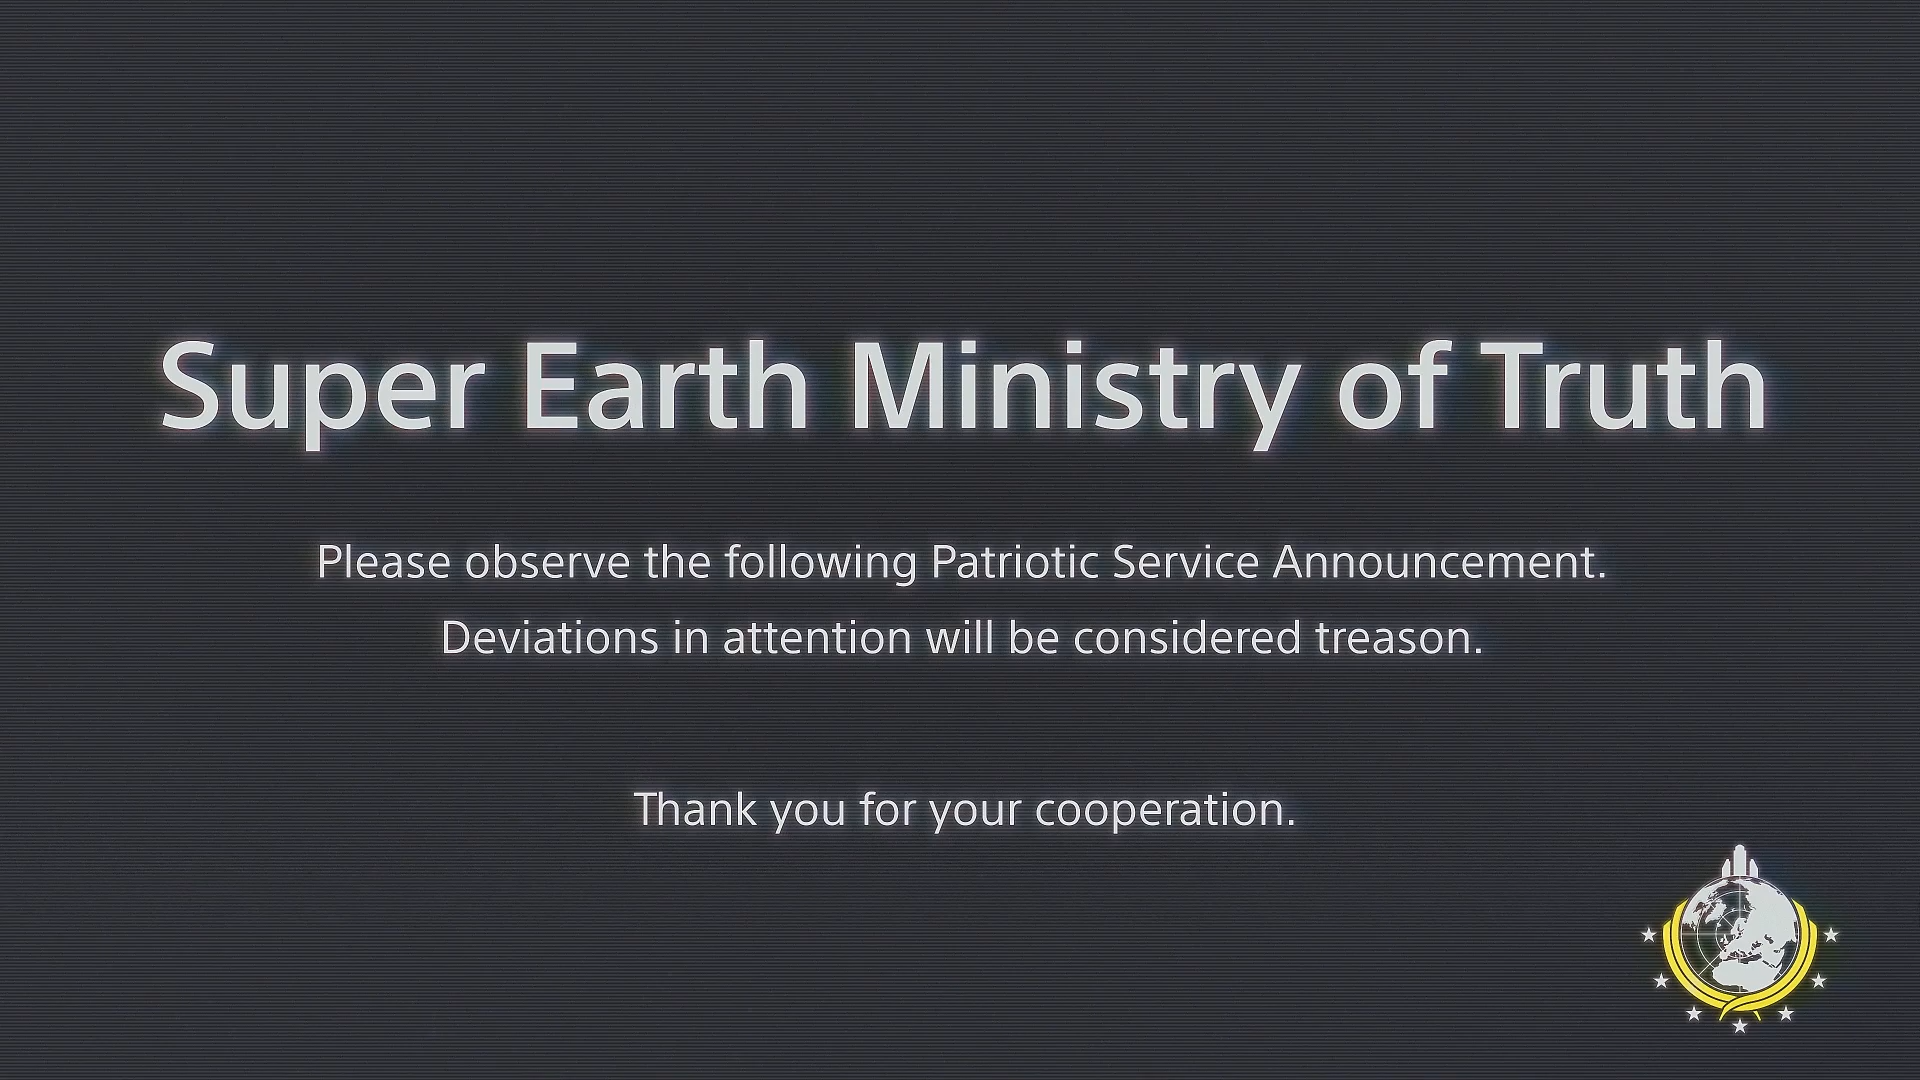 Super Earth Ministry of Truth
Please observe the following Patriotic Service Announcement.
Deviations in attention will be considered treason.
Thank you for your cooperation.